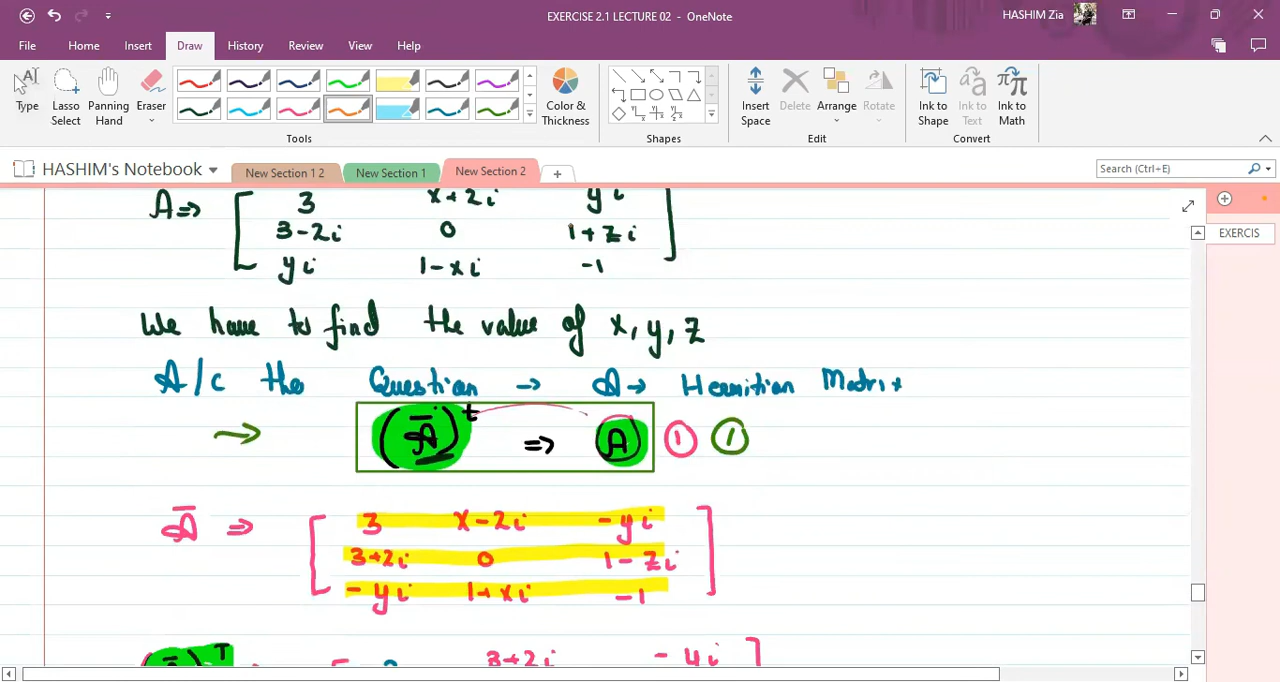 EXERCISE 2.1 LECTURE 02 - OneNote
HASHIM Zia
File Home Insert Draw History Review View Help
Type
Lasso Select
Panning Hand
Eraser
Color & Thickness
Insert Space
Delete
Arrange
Rotate
Ink to Shape
Ink to Text
Ink to Math
Tools
Shapes
Edit
Convert
HASHIM's Notebook
New Section 1 2
New Section 1
New Section 2
Search (Ctrl+E)
EXERCIS
A ⇒ [ 3 x+2i yi
3-2i 0 1+zi
yi 1-xi -1 ]
We have to find the value of x, y, z
A/c the Question → A → Hermitian Matrix
→ (Ā)ᵗ ⇒ A ① ①
Ā ⇒ [ 3 x-2i -yi
3+2i 0 1-zi
-yi 1+xi -1 ]
3+2i -yi ]